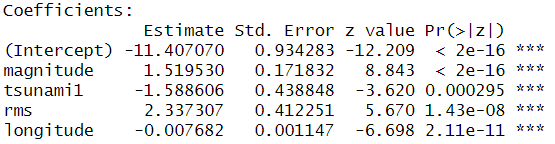 Coefficients:
Estimate Std. Error z value Pr(>|z|)
(Intercept) -11.407070 0.934283 -12.209 < 2e-16 ***
magnitude 1.519530 0.171832 8.843 < 2e-16 ***
tsunami1 -1.588606 0.438848 -3.620 0.000295 ***
rms 2.337307 0.412251 5.670 1.43e-08 ***
longitude -0.007682 0.001147 -6.698 2.11e-11 ***